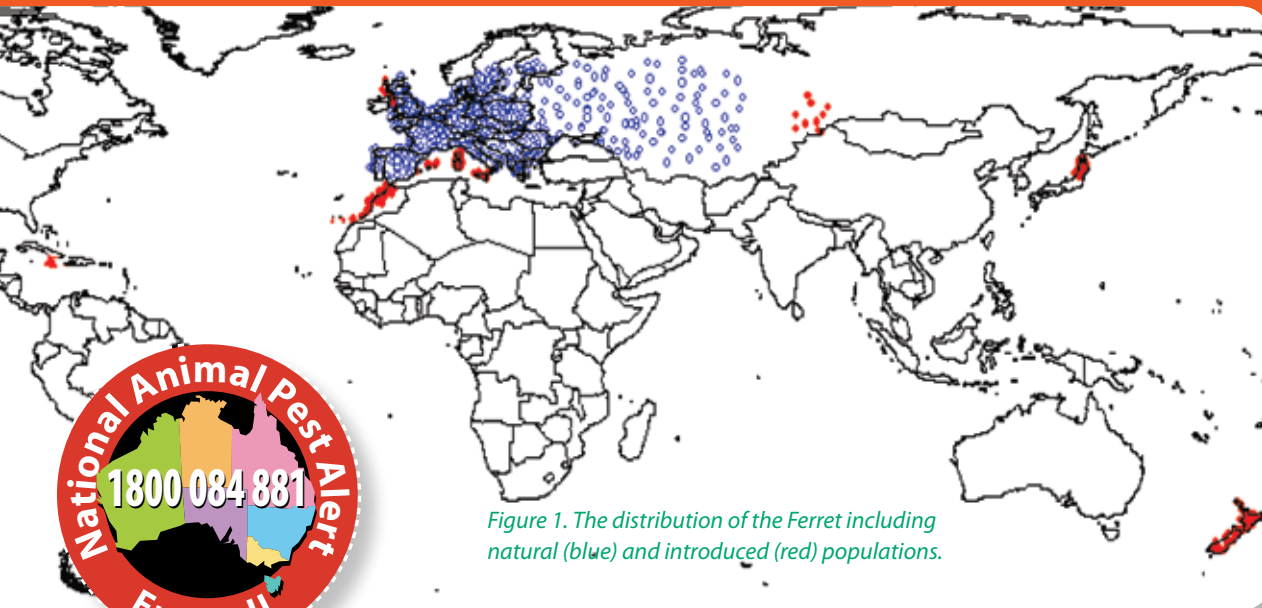 National Animal Pest Alert
1800 084 881
Figure 1. The distribution of the Ferret including
natural (blue) and introduced (red) populations.